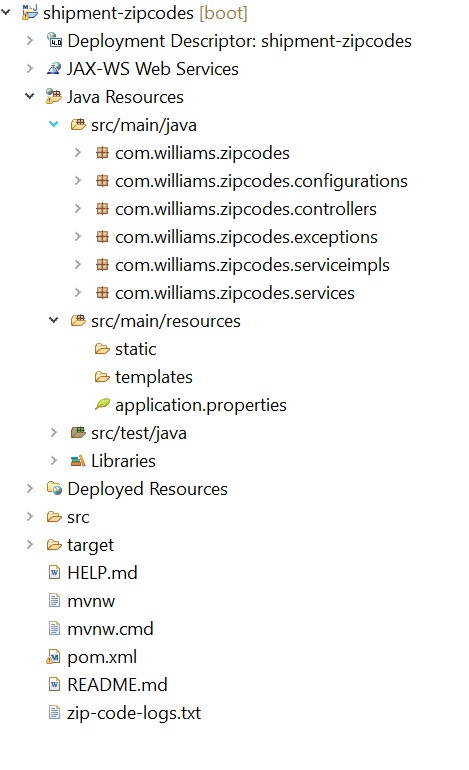 shipment-zipcodes [boot]
Deployment Descriptor: shipment-zipcodes
JAX-WS Web Services
Java Resources
src/main/java
com.williams.zipcodes
com.williams.zipcodes.configurations
com.williams.zipcodes.controllers
com.williams.zipcodes.exceptions
com.williams.zipcodes.serviceimpls
com.williams.zipcodes.services
src/main/resources
static
templates
application.properties
src/test/java
Libraries
Deployed Resources
src
target
HELP.md
mvnw
mvnw.cmd
pom.xml
README.md
zip-code-logs.txt